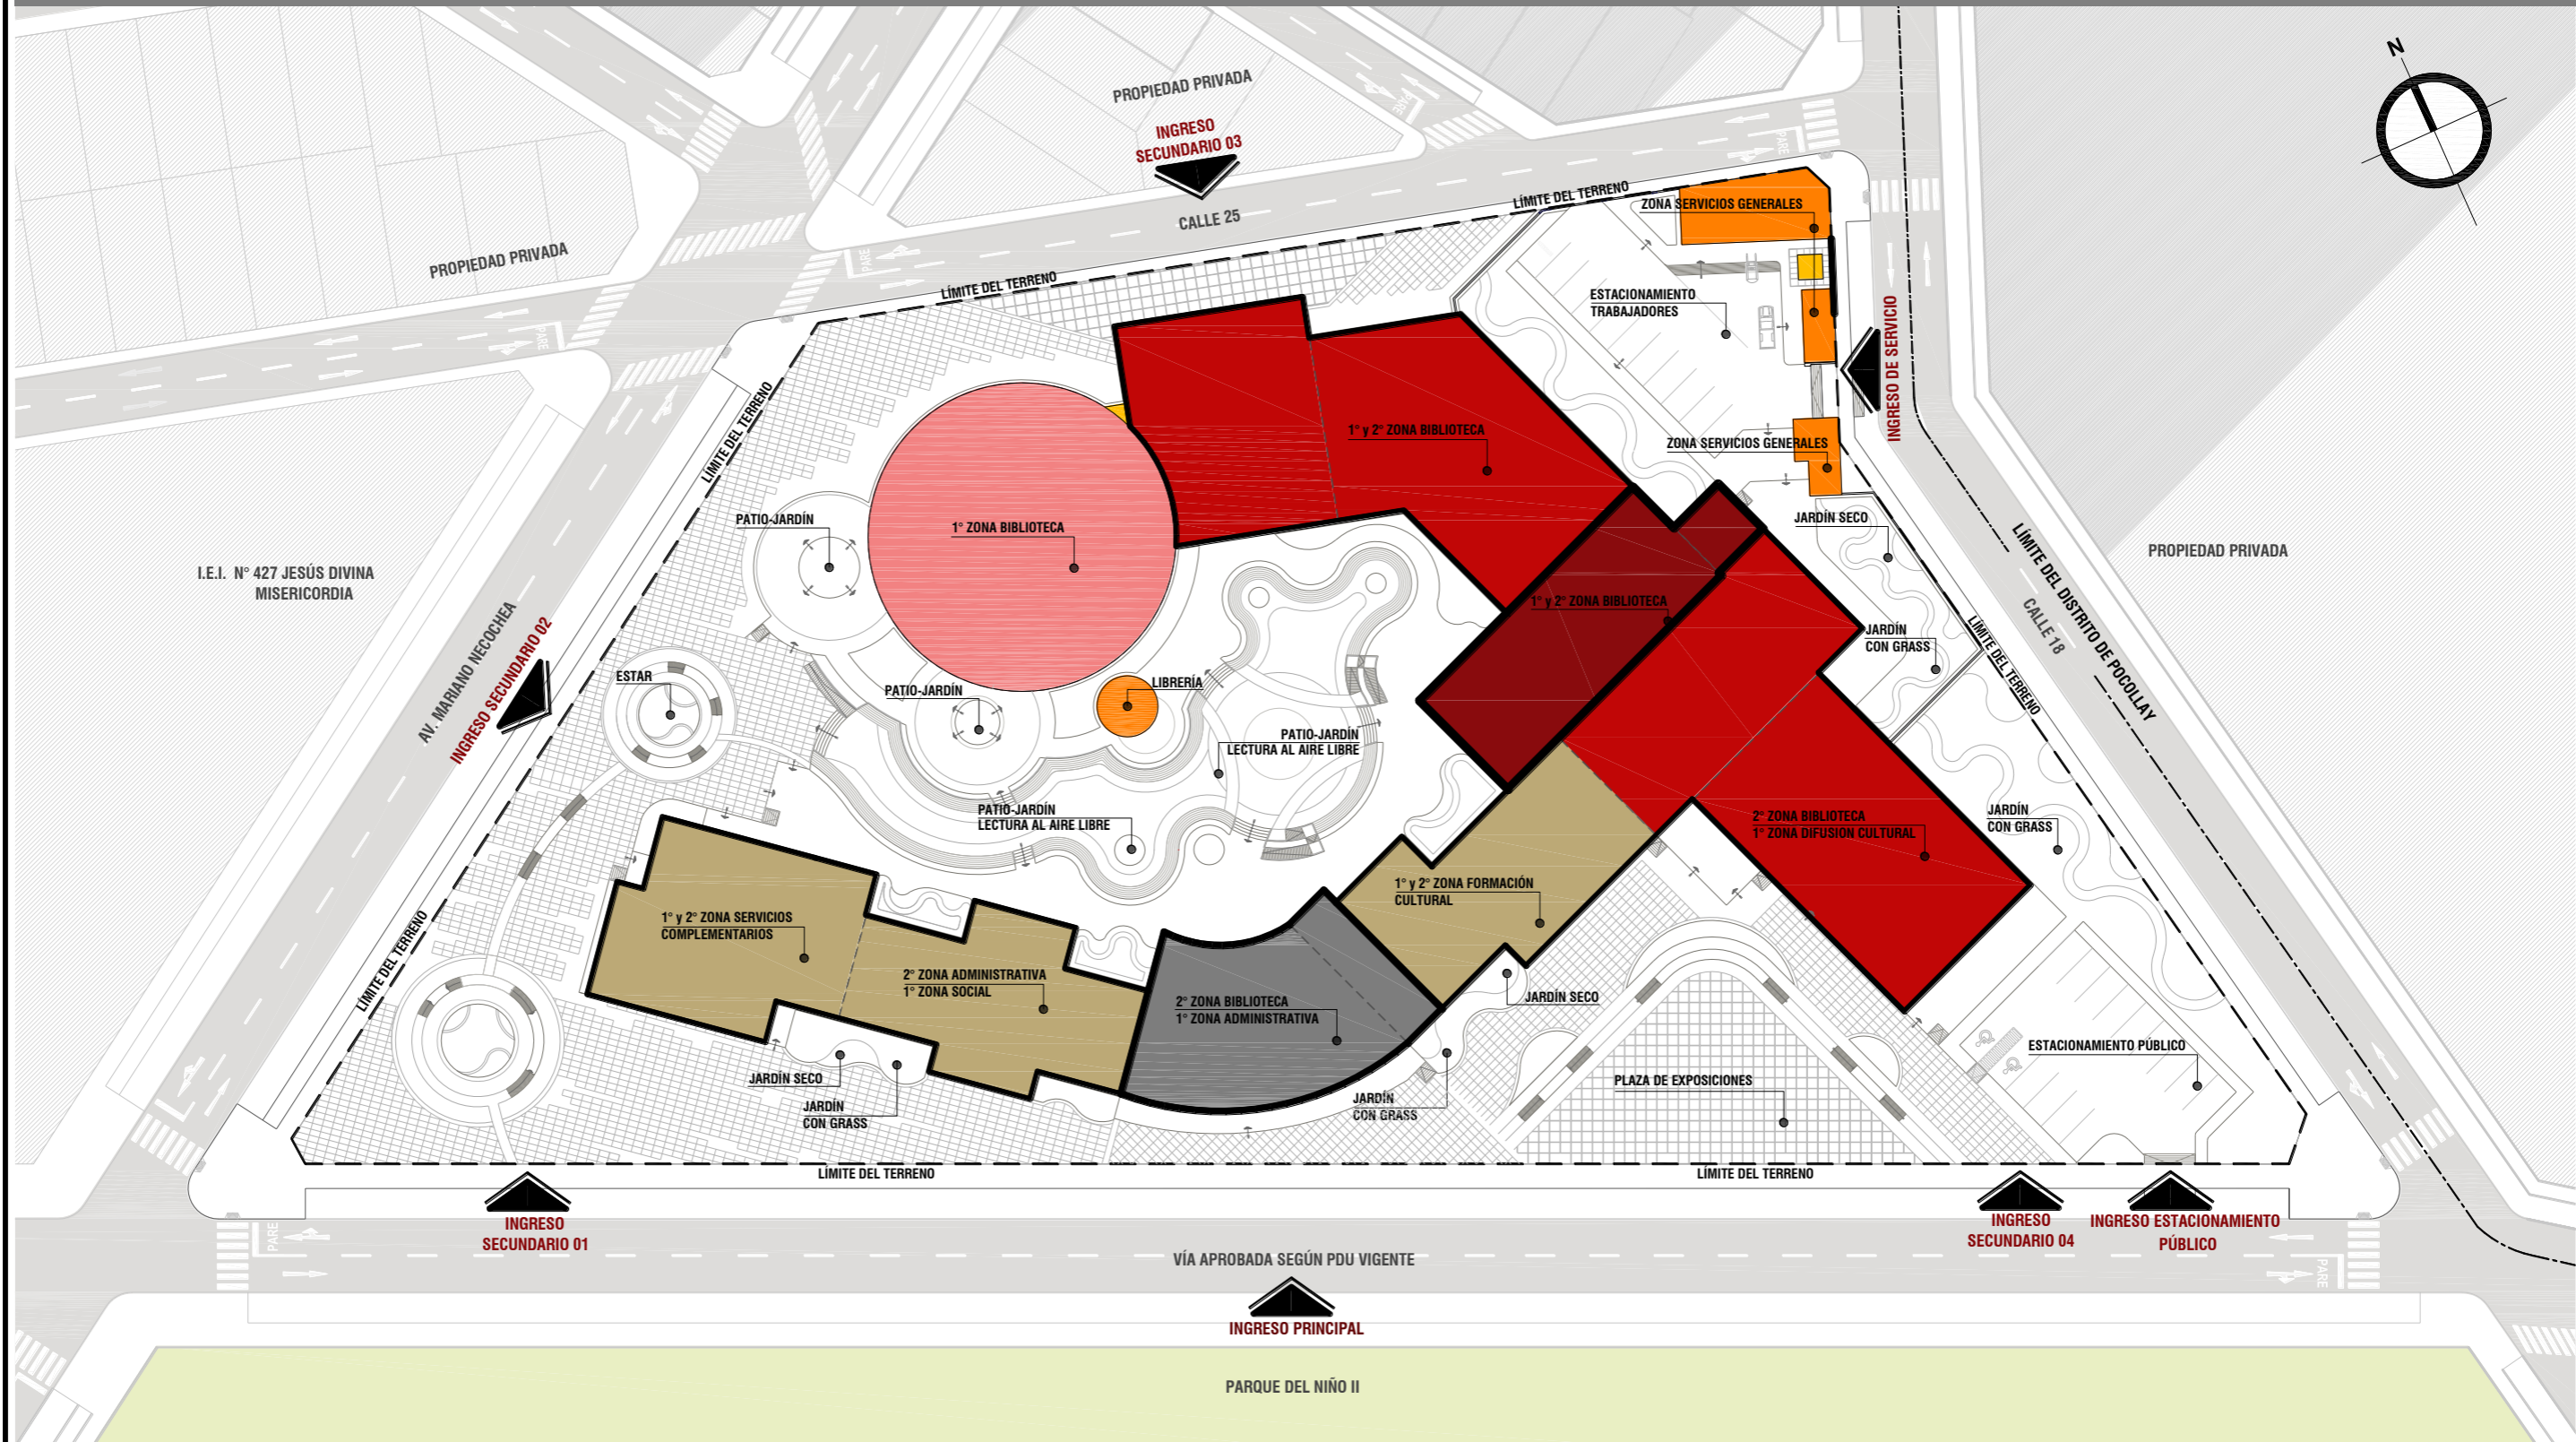 N
PROPIEDAD PRIVADA
INGRESO
SECUNDARIO 03
PARE
PARE
CALLE 25
LÍMITE DEL TERRENO
ZONA SERVICIOS GENERALES
PROPIEDAD PRIVADA
PARE
LÍMITE DEL TERRENO
PARE
ESTACIONAMIENTO
TRABAJADORES
INGRESO DE SERVICIO
LÍMITE DEL TERRENO
1° y 2° ZONA BIBLIOTECA
ZONA SERVICIOS GENERALES
PATIO-JARDÍN
1° ZONA BIBLIOTECA
JARDÍN SECO
LÍMITE DEL DISTRITO DE POCOLLAY
PROPIEDAD PRIVADA
I.E.I. N° 427 JESÚS DIVINA
MISERICORDIA
AV. MARIANO NECOCHEA
INGRESO SECUNDARIO 02
1° y 2° ZONA BIBLIOTECA
CALLE 18
JARDÍN
CON GRASS
LÍMITE DEL TERRENO
ESTAR
PATIO-JARDÍN
LIBRERÍA
PATIO-JARDÍN
LECTURA AL AIRE LIBRE
PATIO-JARDÍN
LECTURA AL AIRE LIBRE
2° ZONA BIBLIOTECA
1° ZONA DIFUSION CULTURAL
JARDÍN
CON GRASS
1° y 2° ZONA FORMACIÓN
CULTURAL
1° y 2° ZONA SERVICIOS
COMPLEMENTARIOS
LÍMITE DEL TERRENO
2° ZONA ADMINISTRATIVA
1° ZONA SOCIAL
2° ZONA BIBLIOTECA
1° ZONA ADMINISTRATIVA
JARDÍN SECO
ESTACIONAMIENTO PÚBLICO
JARDÍN SECO
PLAZA DE EXPOSICIONES
JARDÍN
CON GRASS
JARDÍN
CON GRASS
LÍMITE DEL TERRENO
LÍMITE DEL TERRENO
INGRESO
SECUNDARIO 01
INGRESO
SECUNDARIO 04
INGRESO ESTACIONAMIENTO
PÚBLICO
PARE
VÍA APROBADA SEGÚN PDU VIGENTE
PARE
INGRESO PRINCIPAL
PARQUE DEL NIÑO II